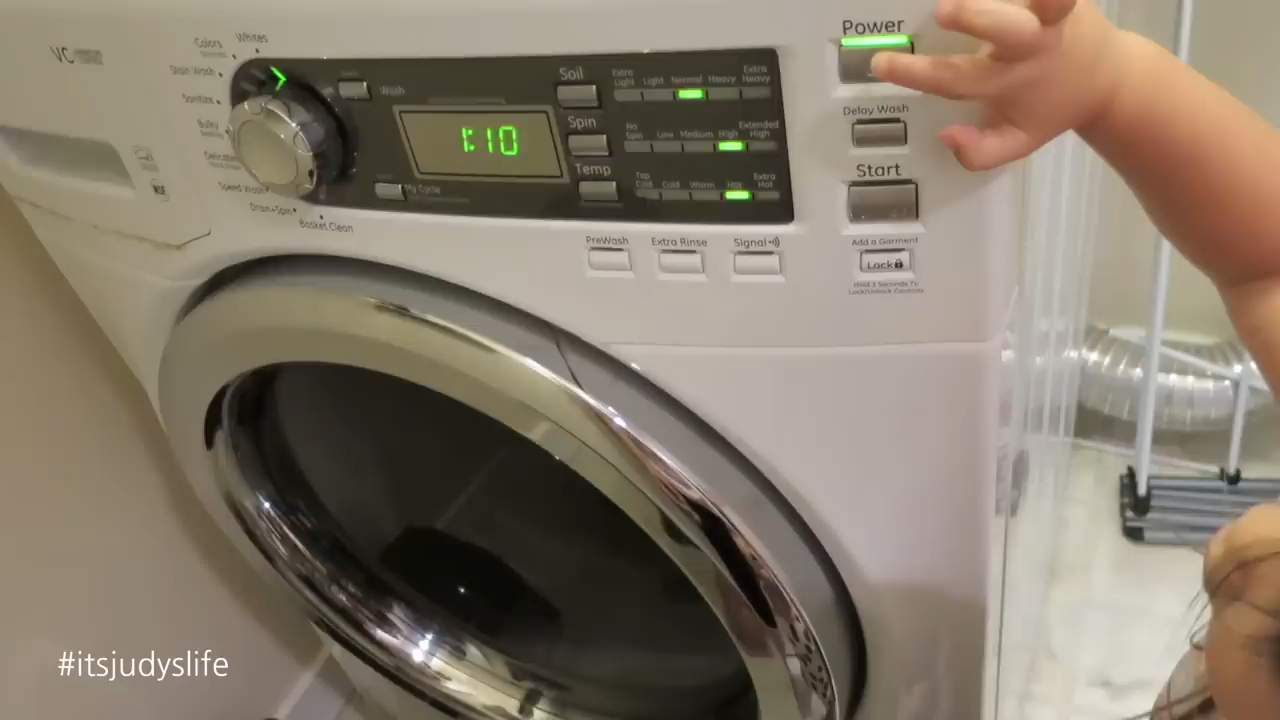 VC
Colors
Whites
Stain Wash
Sanitize
Bulky
Delicates
Speed Wash
Drain+Spin
Basket Clean
Wash
My Cycle
1:10
Soil
Spin
Temp
Extra Light
Light
Normal
Heavy
Extra Heavy
No Spin
Low
Medium
High
Extended High
Tap Cold
Cold
Warm
Hot
Extra Hot
PreWash
Extra Rinse
Signal
Power
Delay Wash
Start
Add a Garment
Lock
Hold 3 Seconds To
Lock/Unlock Controls
#itsjudyslife